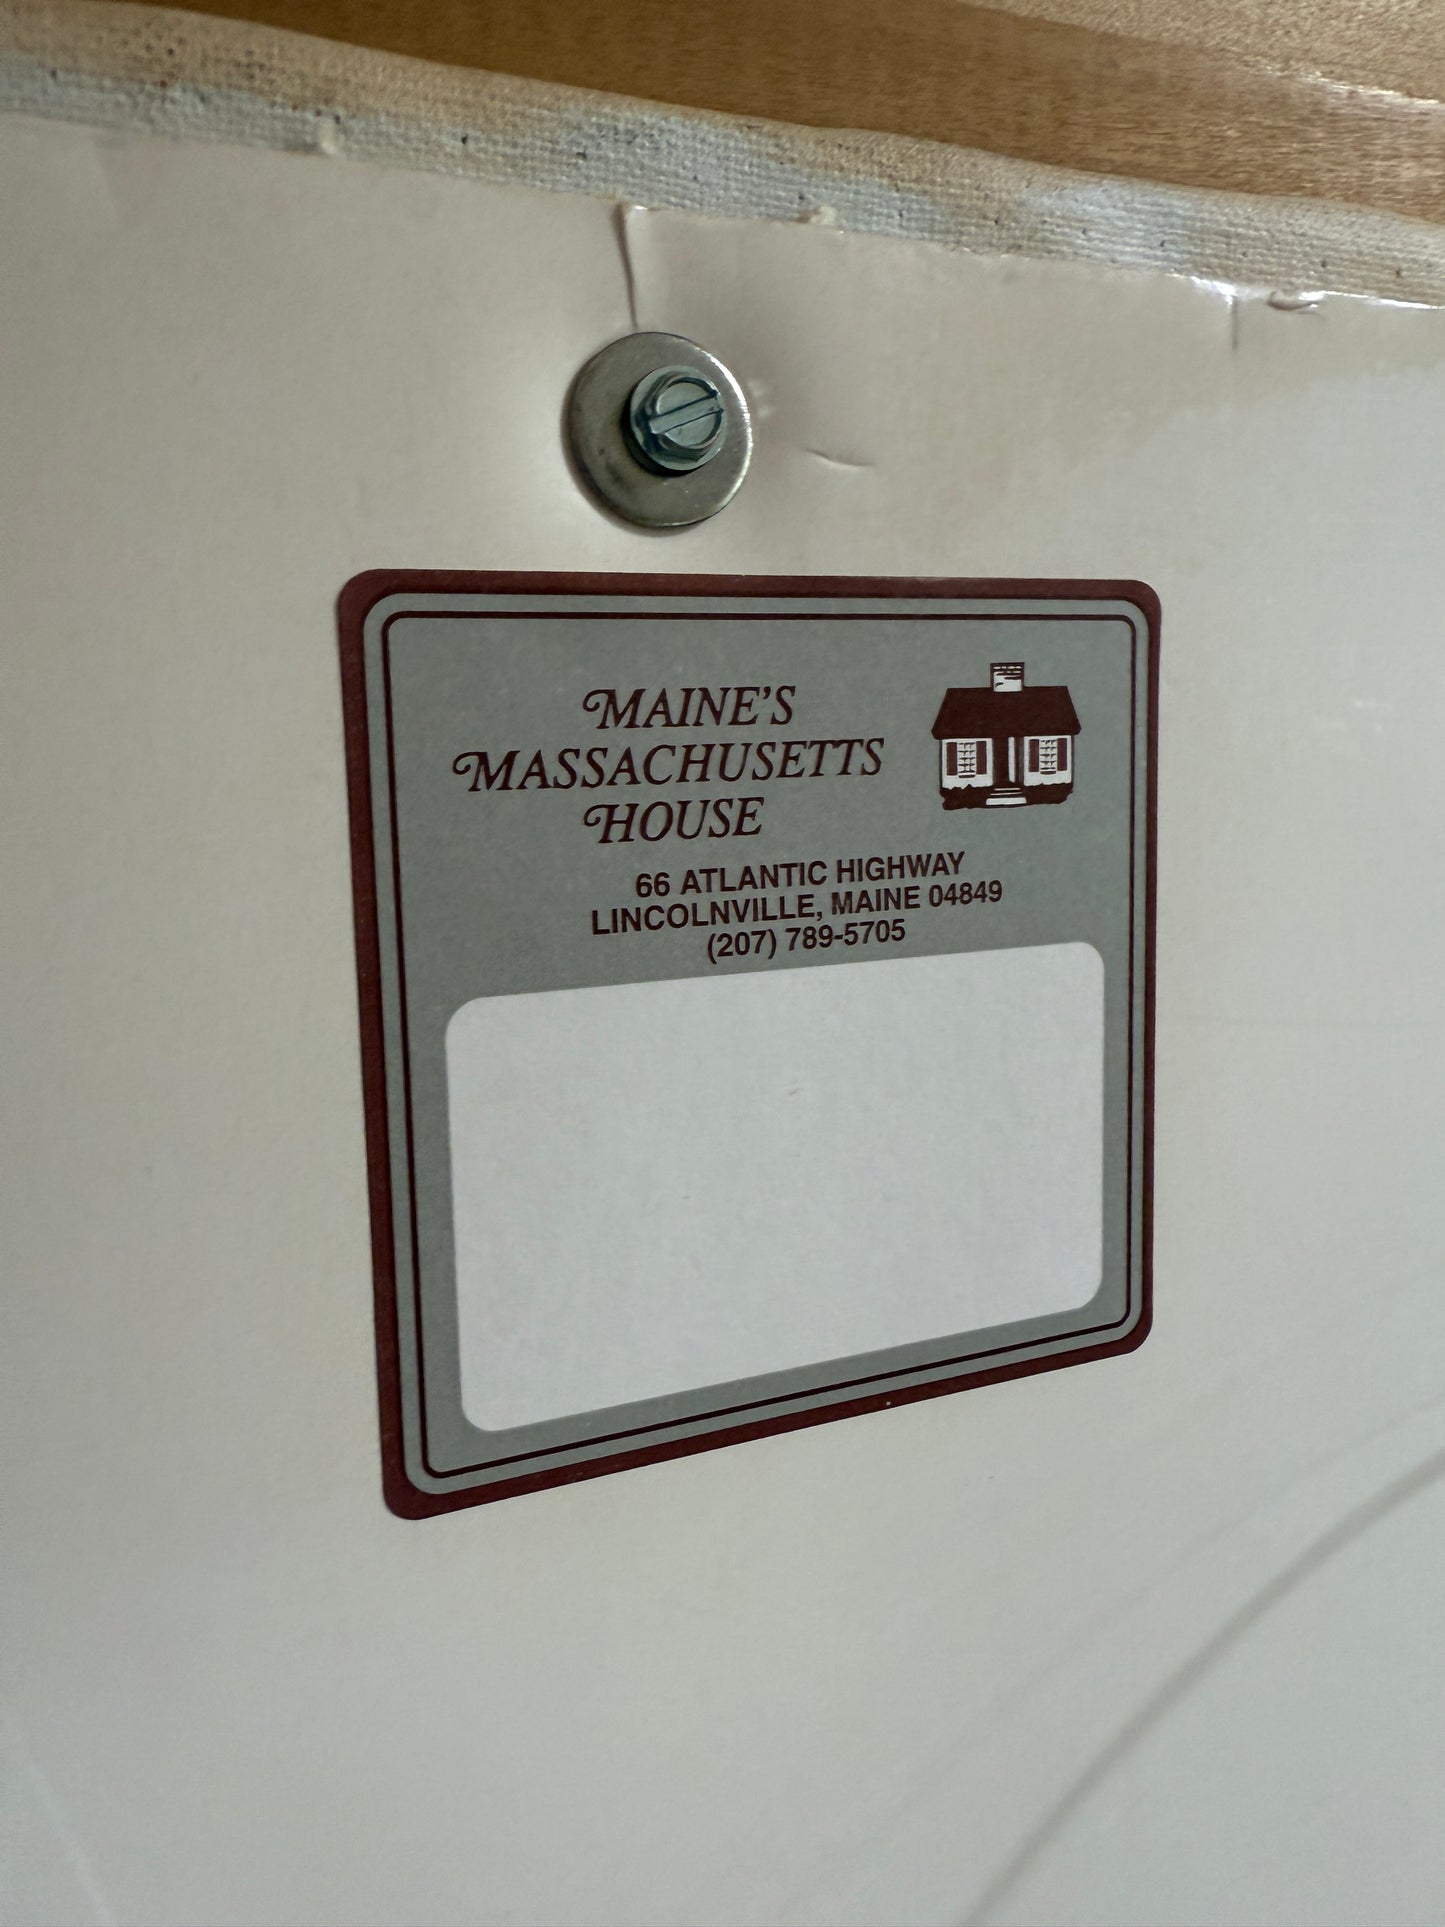 MAINE'S
MASSACHUSETTS
HOUSE
66 ATLANTIC HIGHWAY
LINCOLNVILLE, MAINE 04849
(207) 789-5705